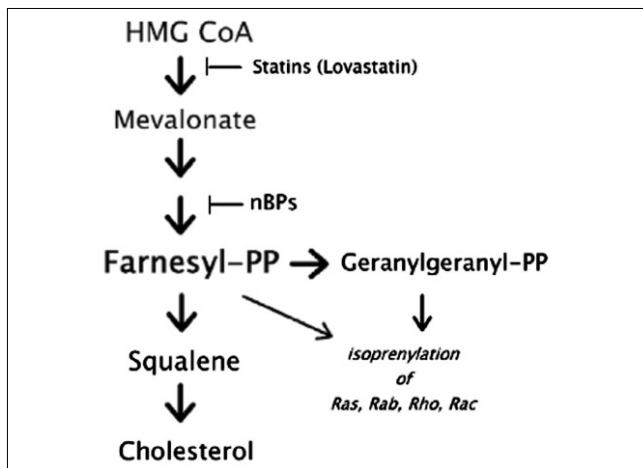 HMG CoA
Statins (Lovastatin)
Mevalonate
nBPs
Farnesyl-PP
Geranylgeranyl-PP
Squalene
isoprenylation
of
Ras, Rab, Rho, Rac
Cholesterol